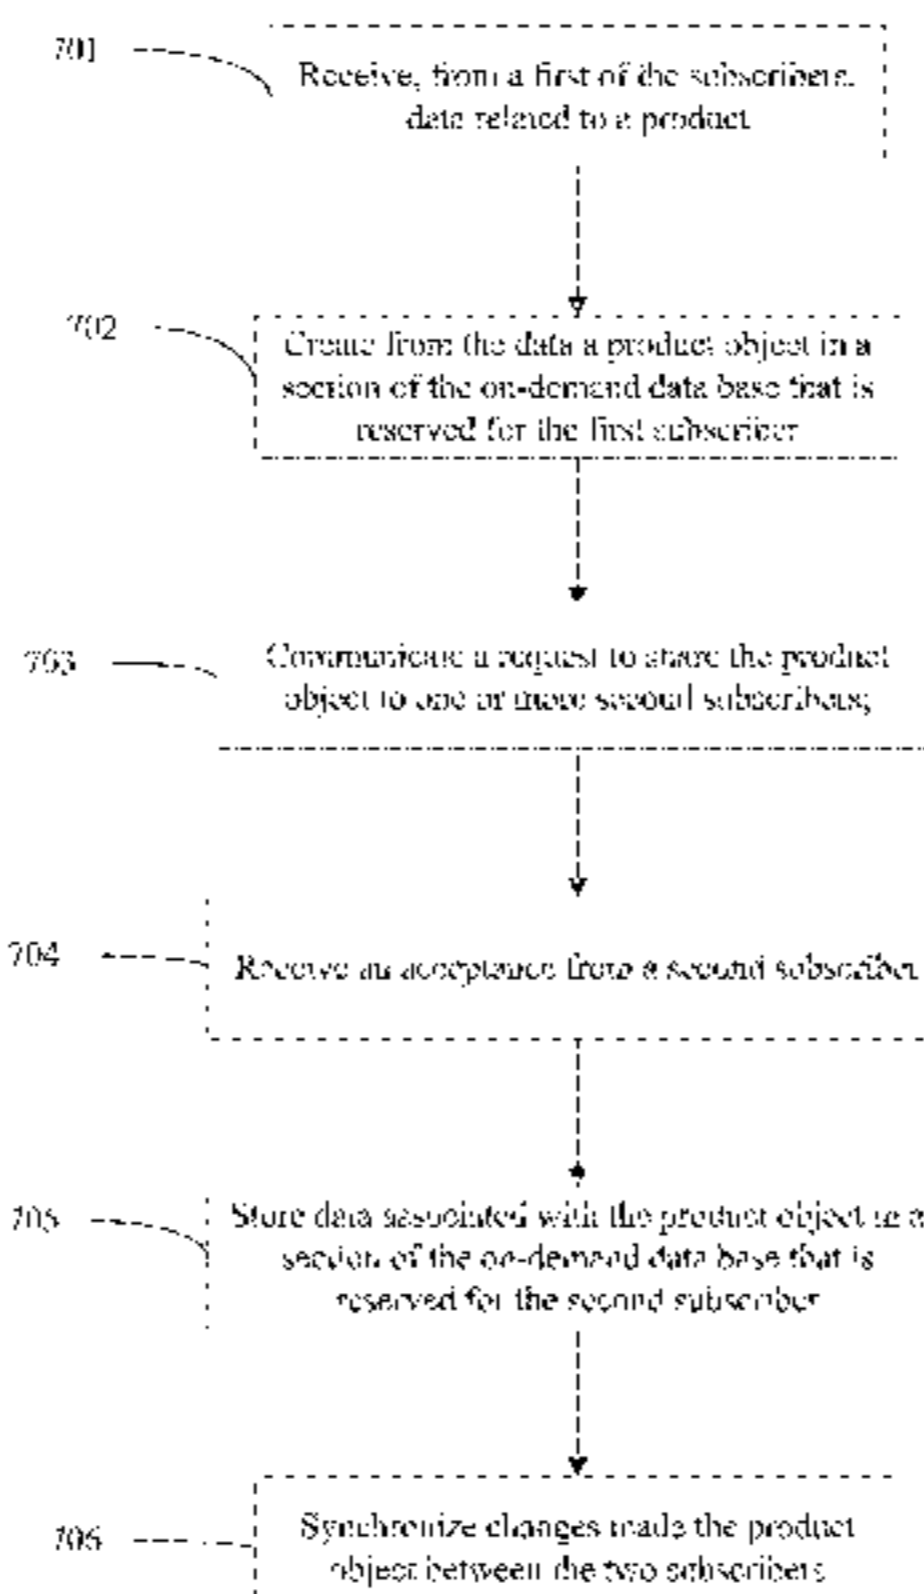 701
Receive, from a first of the subscribers,
data related to a product
702
Create from the data a product object in a
section of the on-demand data base that is
reserved for the first subscriber
703
Communicate a request to share the product
object to one or more second subscribers;
704
Receive an acceptance from a second subscriber
705
Store data associated with the product object in a
section of the on-demand data base that is
reserved for the second subscriber
706
Synchronize changes made the product
object between the two subscribers